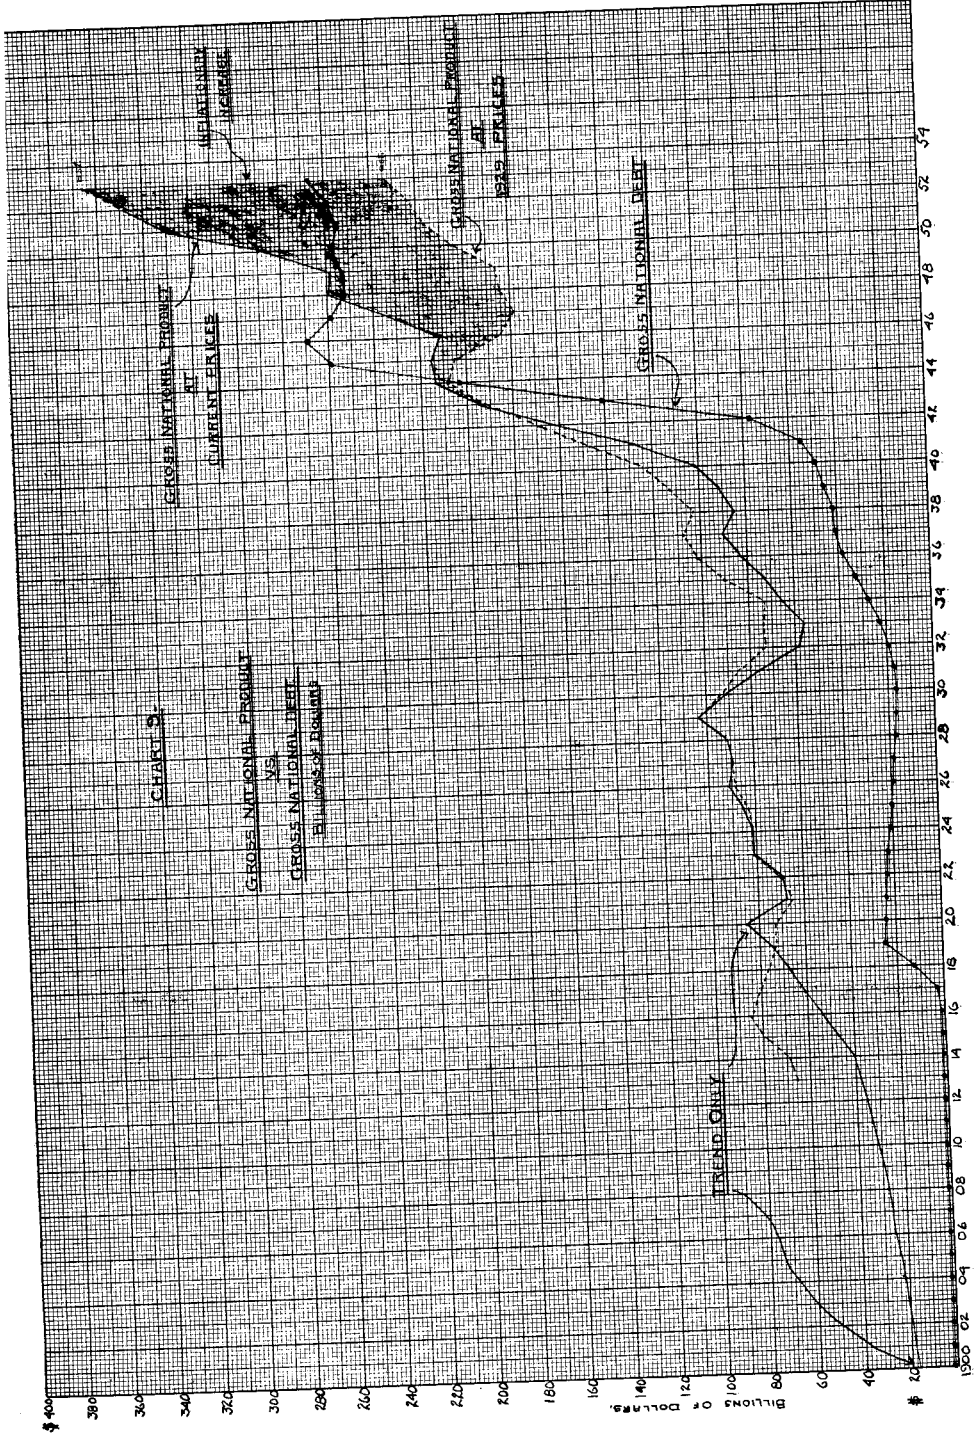 CHART 9-
GROSS NATIONAL PRODUCT
VS.
GROSS NATIONAL DEBT
BILLIONS OF DOLLARS
GROSS NATIONAL PRODUCT
AT
CURRENT PRICES
INFLATIONARY
INCREASE
GROSS NATIONAL PRODUCT
AT
1929 PRICES
GROSS NATIONAL DEBT
TREND ONLY
BILLIONS OF DOLLARS.
$ 400
380
360
340
320
300
280
260
240
220
200
180
160
140
120
100
80
60
40
$ 20
1900 02 04 06 08 10 12 14 16 18 20 22 24 26 28 30 32 34 36 38 40 42 44 46 48 50 52 54